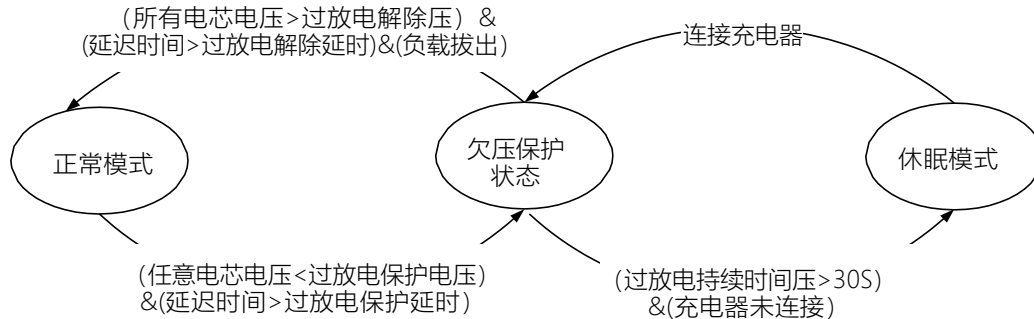 （所有电芯电压>过放电解除压）&
(延迟时间>过放电解除延时)&(负载拔出）
连接充电器
正常模式
欠压保护
状态
休眠模式
（任意电芯电压<过放电保护电压）
&(延迟时间>过放电保护延时）
（过放电持续时间压>30S)
&(充电器未连接）